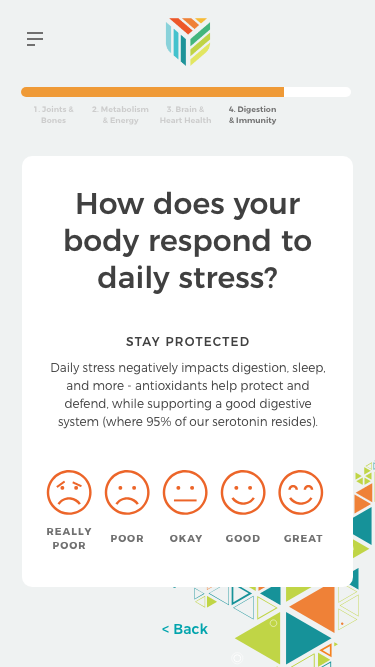 1. Joints & Bones
2. Metabolism & Energy
3. Brain & Heart Health
4. Digestion & Immunity
How does your
body respond to
daily stress?
STAY PROTECTED
Daily stress negatively impacts digestion, sleep,
and more - antioxidants help protect and
defend, while supporting a good digestive
system (where 95% of our serotonin resides).
REALLY POOR
POOR
OKAY
GOOD
GREAT
< Back